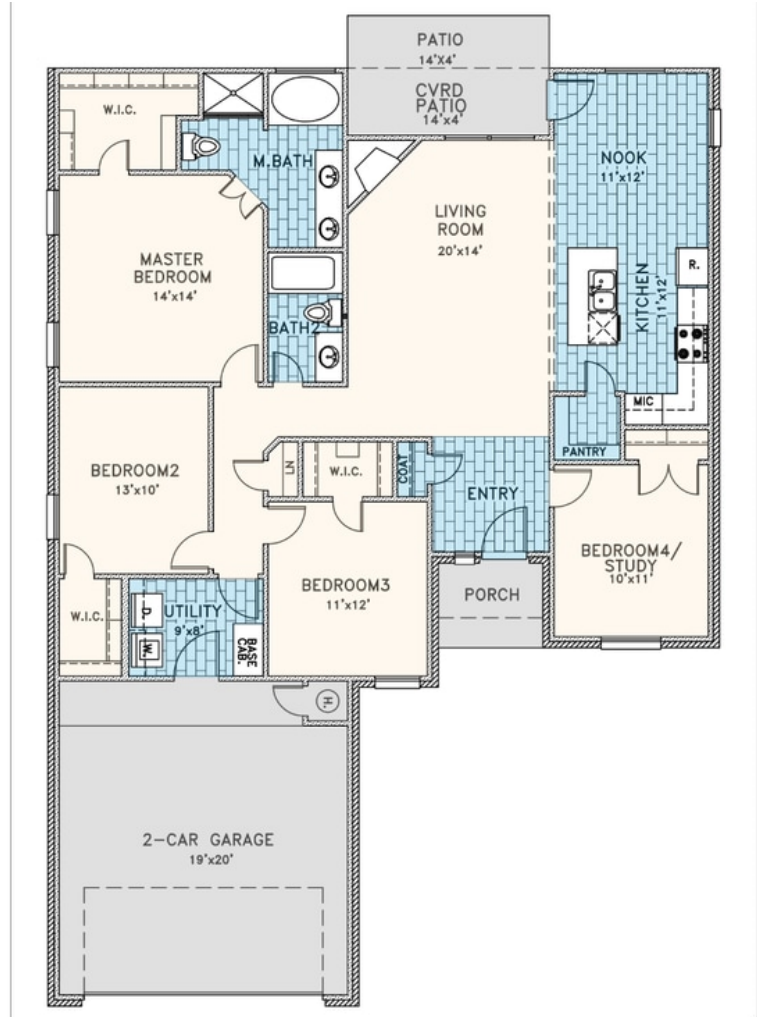 PATIO
14'X4'
CVRD
PATIO
14'x4'
W.I.C.
M.BATH
NOOK
11'x12'
LIVING
ROOM
20'x14'
MASTER
BEDROOM
14'x14'
R.
KITCHEN
11'x12'
BATH2
MIC
PANTRY
BEDROOM2
13'x10'
LN
W.I.C.
COAT
ENTRY
BEDROOM4/
STUDY
10'x11'
BEDROOM3
11'x12'
PORCH
W.I.C.
D.
UTILITY
9'x8'
W.
BASE
CAB.
H.
2-CAR GARAGE
19'x20'